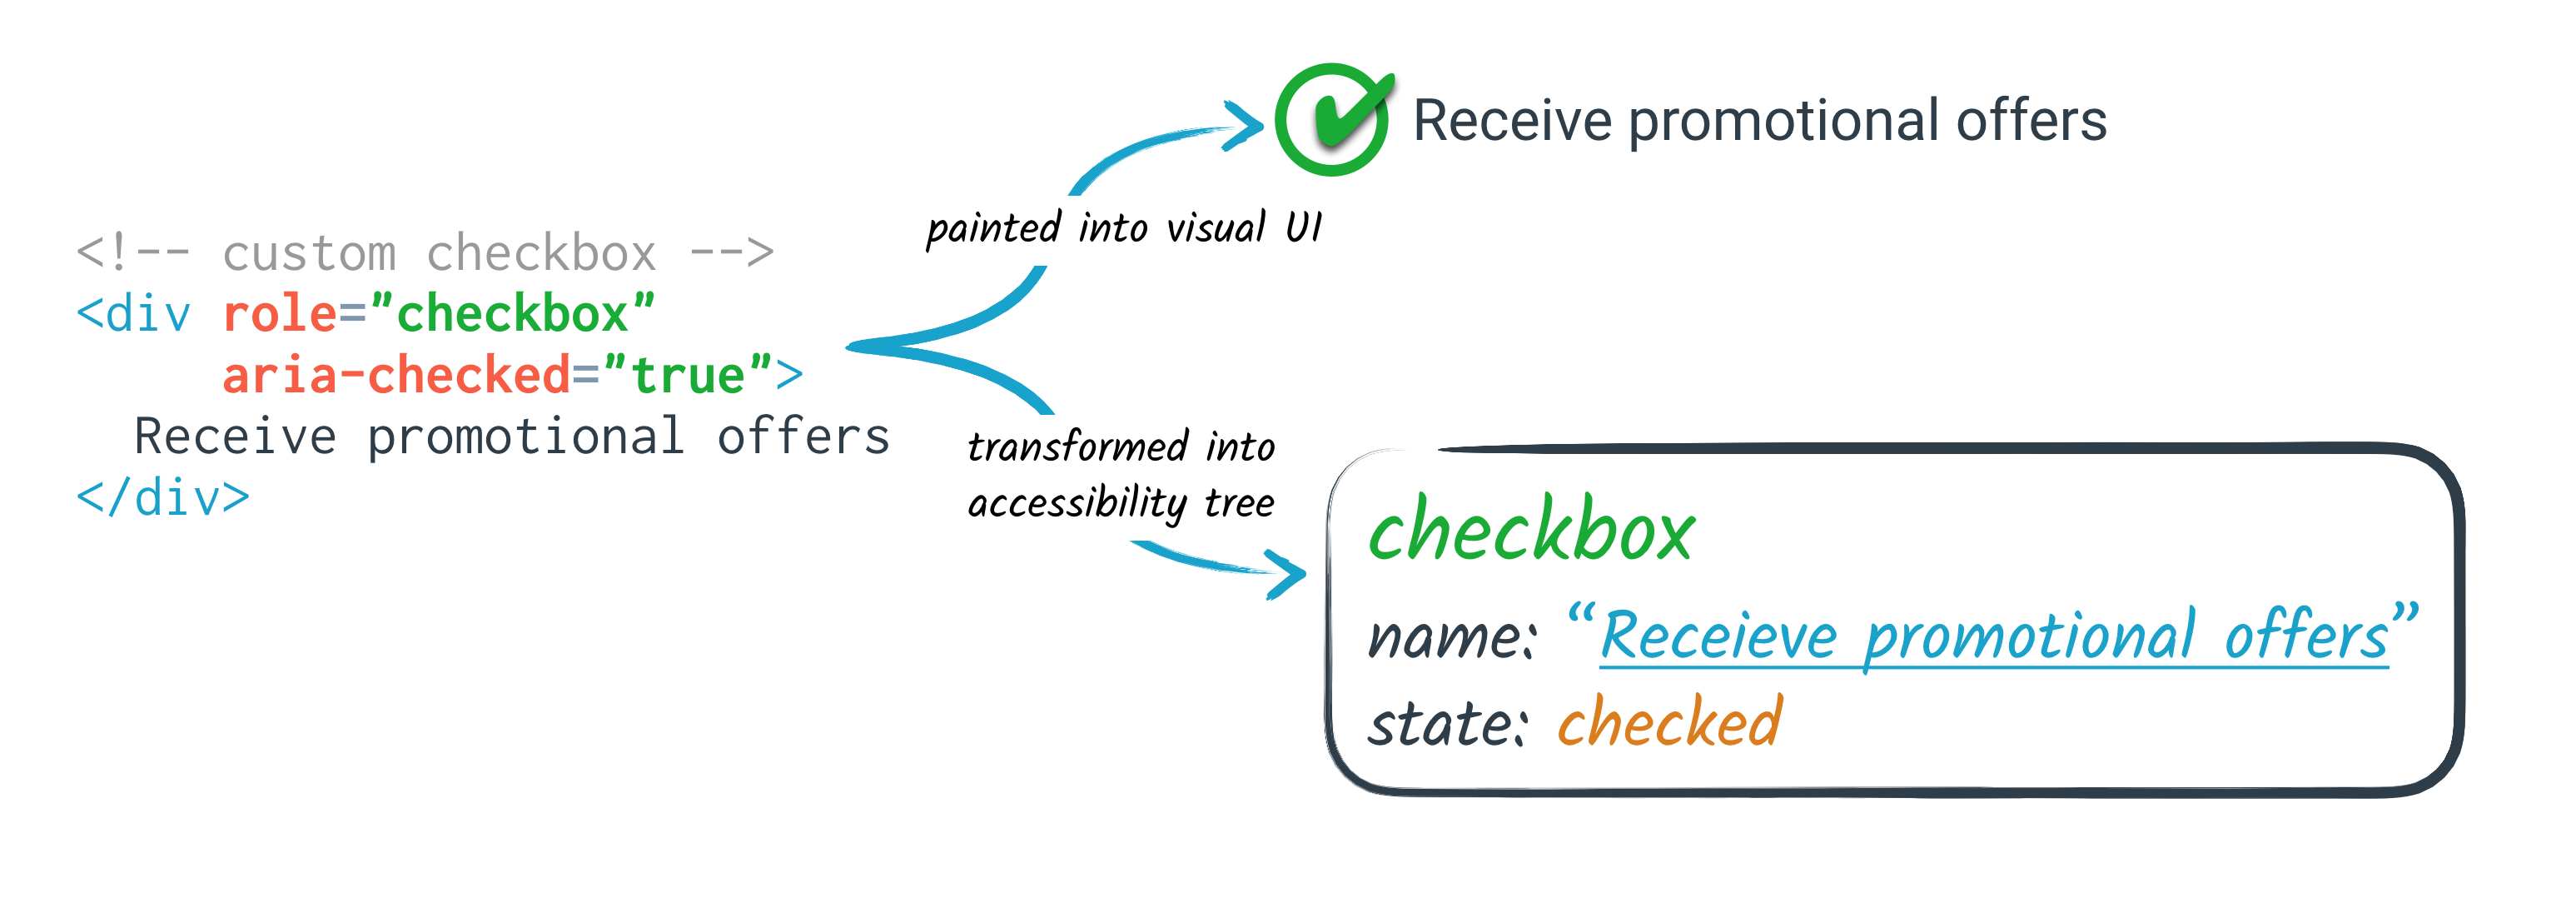 <!-- custom checkbox -->
<div role="checkbox"
aria-checked="true">
Receive promotional offers
</div>
painted into visual UI
Receive promotional offers
transformed into
accessibility tree
checkbox
name: “Receieve promotional offers”
state: checked